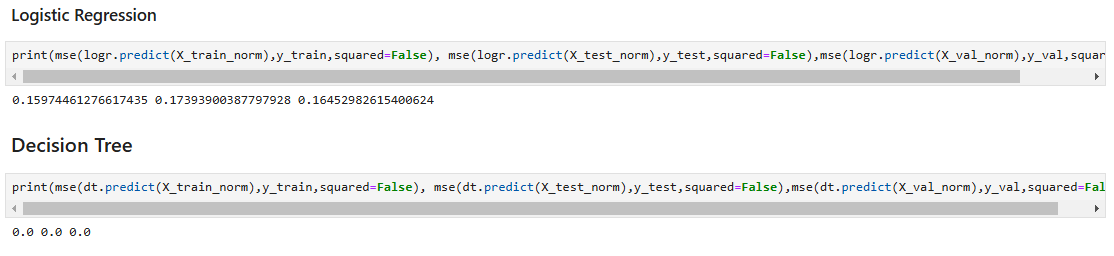 Logistic Regression
print(mse(logr.predict(X_train_norm),y_train,squared=False), mse(logr.predict(X_test_norm),y_test,squared=False),mse(logr.predict(X_val_norm),y_val,squar
0.15974461276617435 0.17393900387797928 0.16452982615400624
Decision Tree
print(mse(dt.predict(X_train_norm),y_train,squared=False), mse(dt.predict(X_test_norm),y_test,squared=False),mse(dt.predict(X_val_norm),y_val,squared=Fal
0.0 0.0 0.0